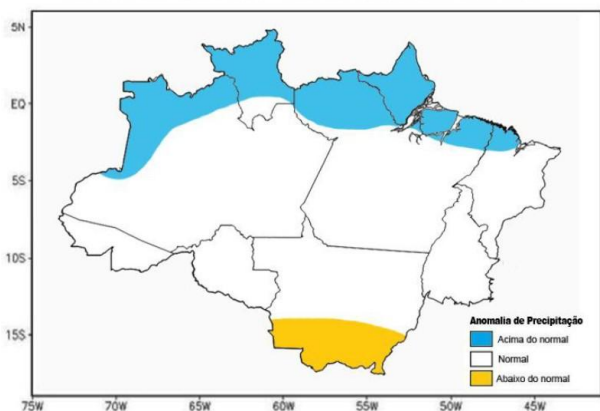 5N
EQ
5S
10S
15S
75W 70W 65W 60W 55W 50W 45W
Anomalia de Precipitação
Acima do normal
Normal
Abaixo do normal